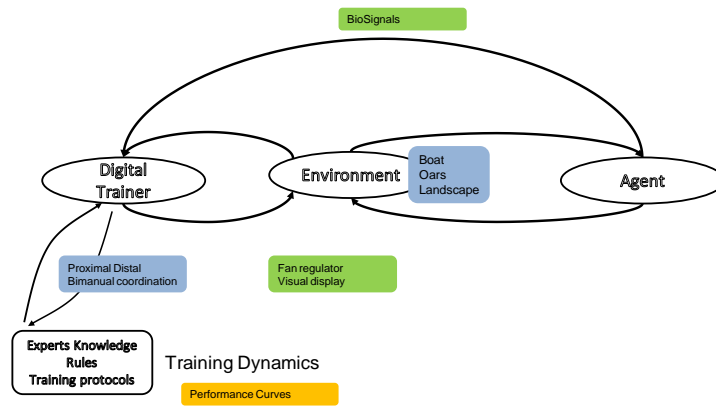 BioSignals
Digital
Trainer
Environment
Boat
Oars
Landscape
Agent
Proximal Distal
Bimanual coordination
Fan regulator
Visual display
Experts Knowledge
Rules
Training protocols
Training Dynamics
Performance Curves